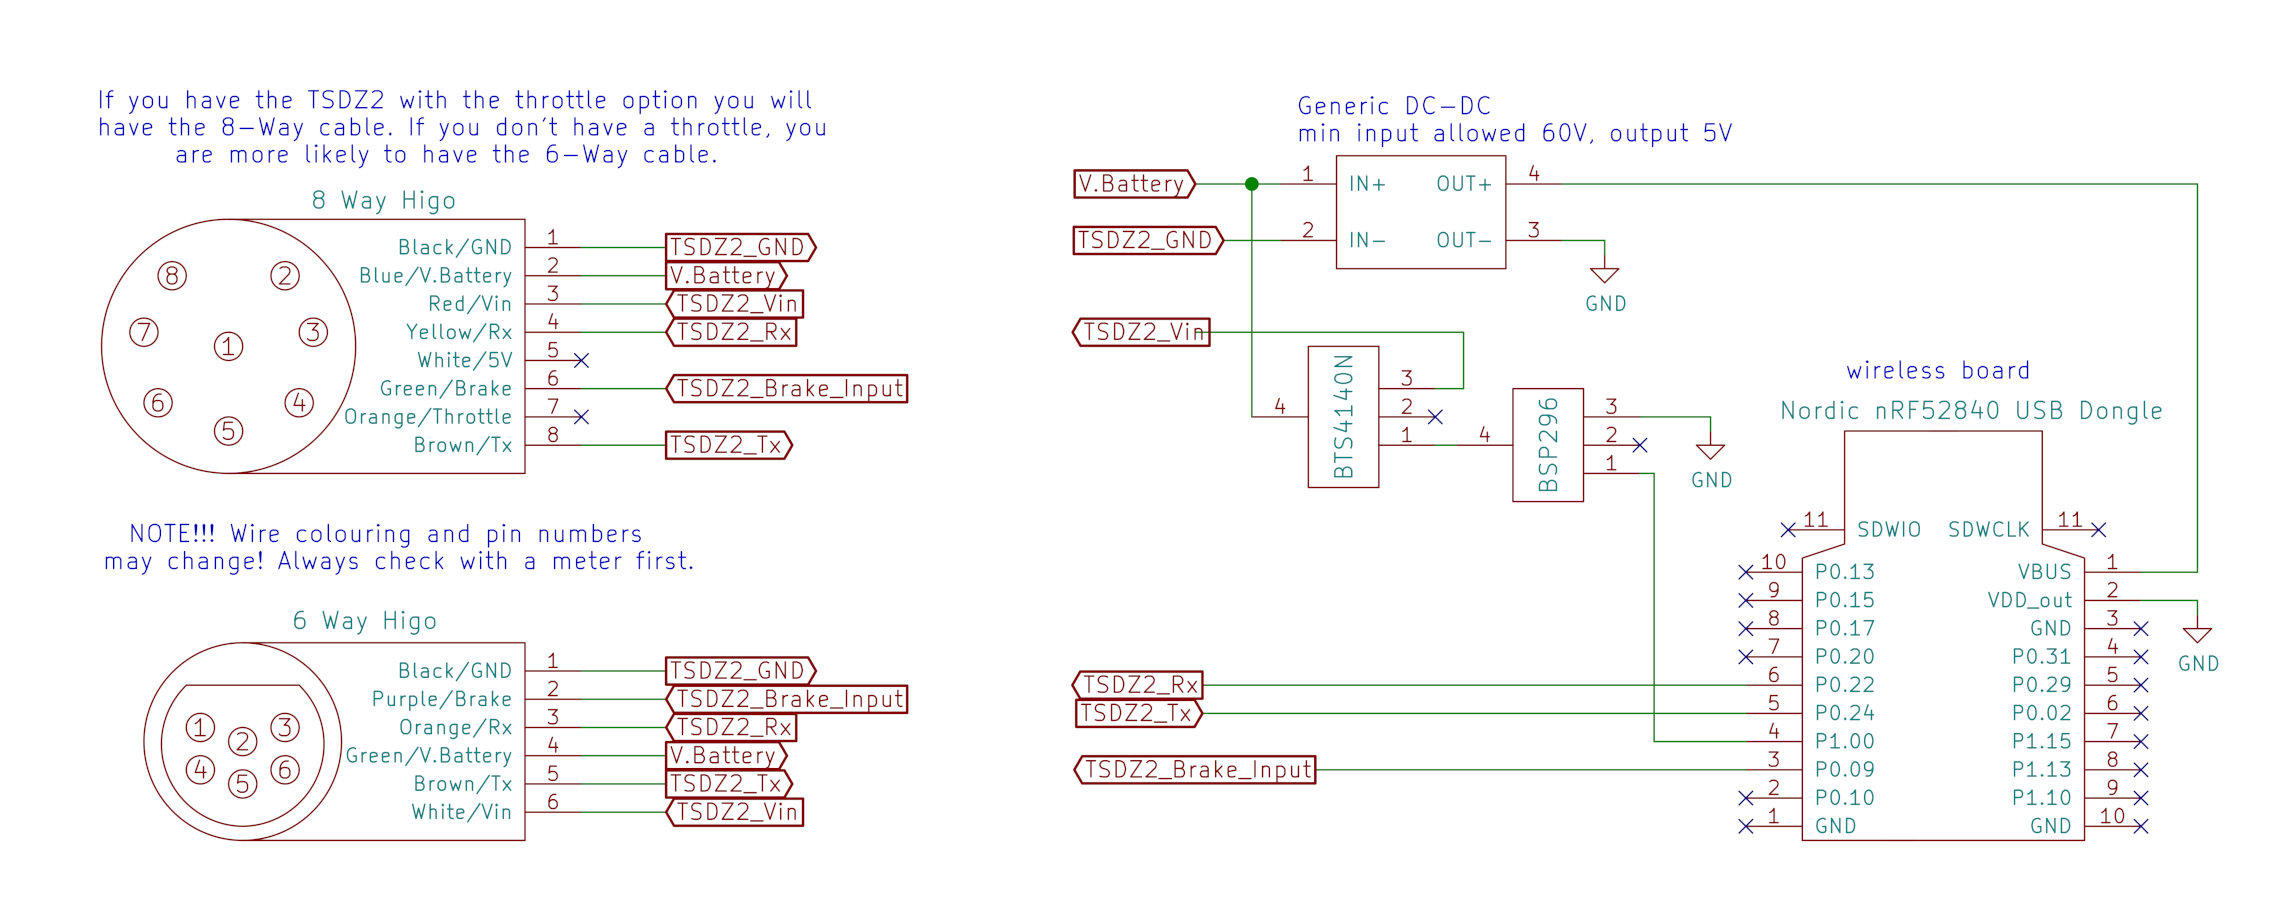 If you have the TSDZ2 with the throttle option you will
have the 8-Way cable. If you don't have a throttle, you
are more likely to have the 6-Way cable.
8 Way Higo
8
2
7
3
1
6
4
5
Black/GND 1 TSDZ2_GND
Blue/V.Battery 2 V.Battery
Red/Vin 3 TSDZ2_Vin
Yellow/Rx 4 TSDZ2_Rx
White/5V 5
Green/Brake 6 TSDZ2_Brake_Input
Orange/Throttle 7
Brown/Tx 8 TSDZ2_Tx
NOTE!!! Wire colouring and pin numbers
may change! Always check with a meter first.
6 Way Higo
1
2
3
4
5
6
Black/GND 1 TSDZ2_GND
Purple/Brake 2 TSDZ2_Brake_Input
Orange/Rx 3 TSDZ2_Rx
Green/V.Battery 4 V.Battery
Brown/Tx 5 TSDZ2_Tx
White/Vin 6 TSDZ2_Vin
Generic DC-DC
min input allowed 60V, output 5V
V.Battery 1 IN+ OUT+ 4
TSDZ2_GND 2 IN- OUT- 3
GND
TSDZ2_Vin
BTS4140N
4
3
2
1
BSP296
4
3
2
1
GND
wireless board
Nordic nRF52840 USB Dongle
11 SDWIO SDWCLK 11
10 P0.13 VBUS 1
9 P0.15 VDD_out 2
8 P0.17 GND 3
7 P0.20 P0.31 4
GND
TSDZ2_Rx 6 P0.22 P0.29 5
TSDZ2_Tx 5 P0.24 P0.02 6
4 P1.00 P1.15 7
TSDZ2_Brake_Input 3 P0.09 P1.13 8
2 P0.10 P1.10 9
1 GND GND 10